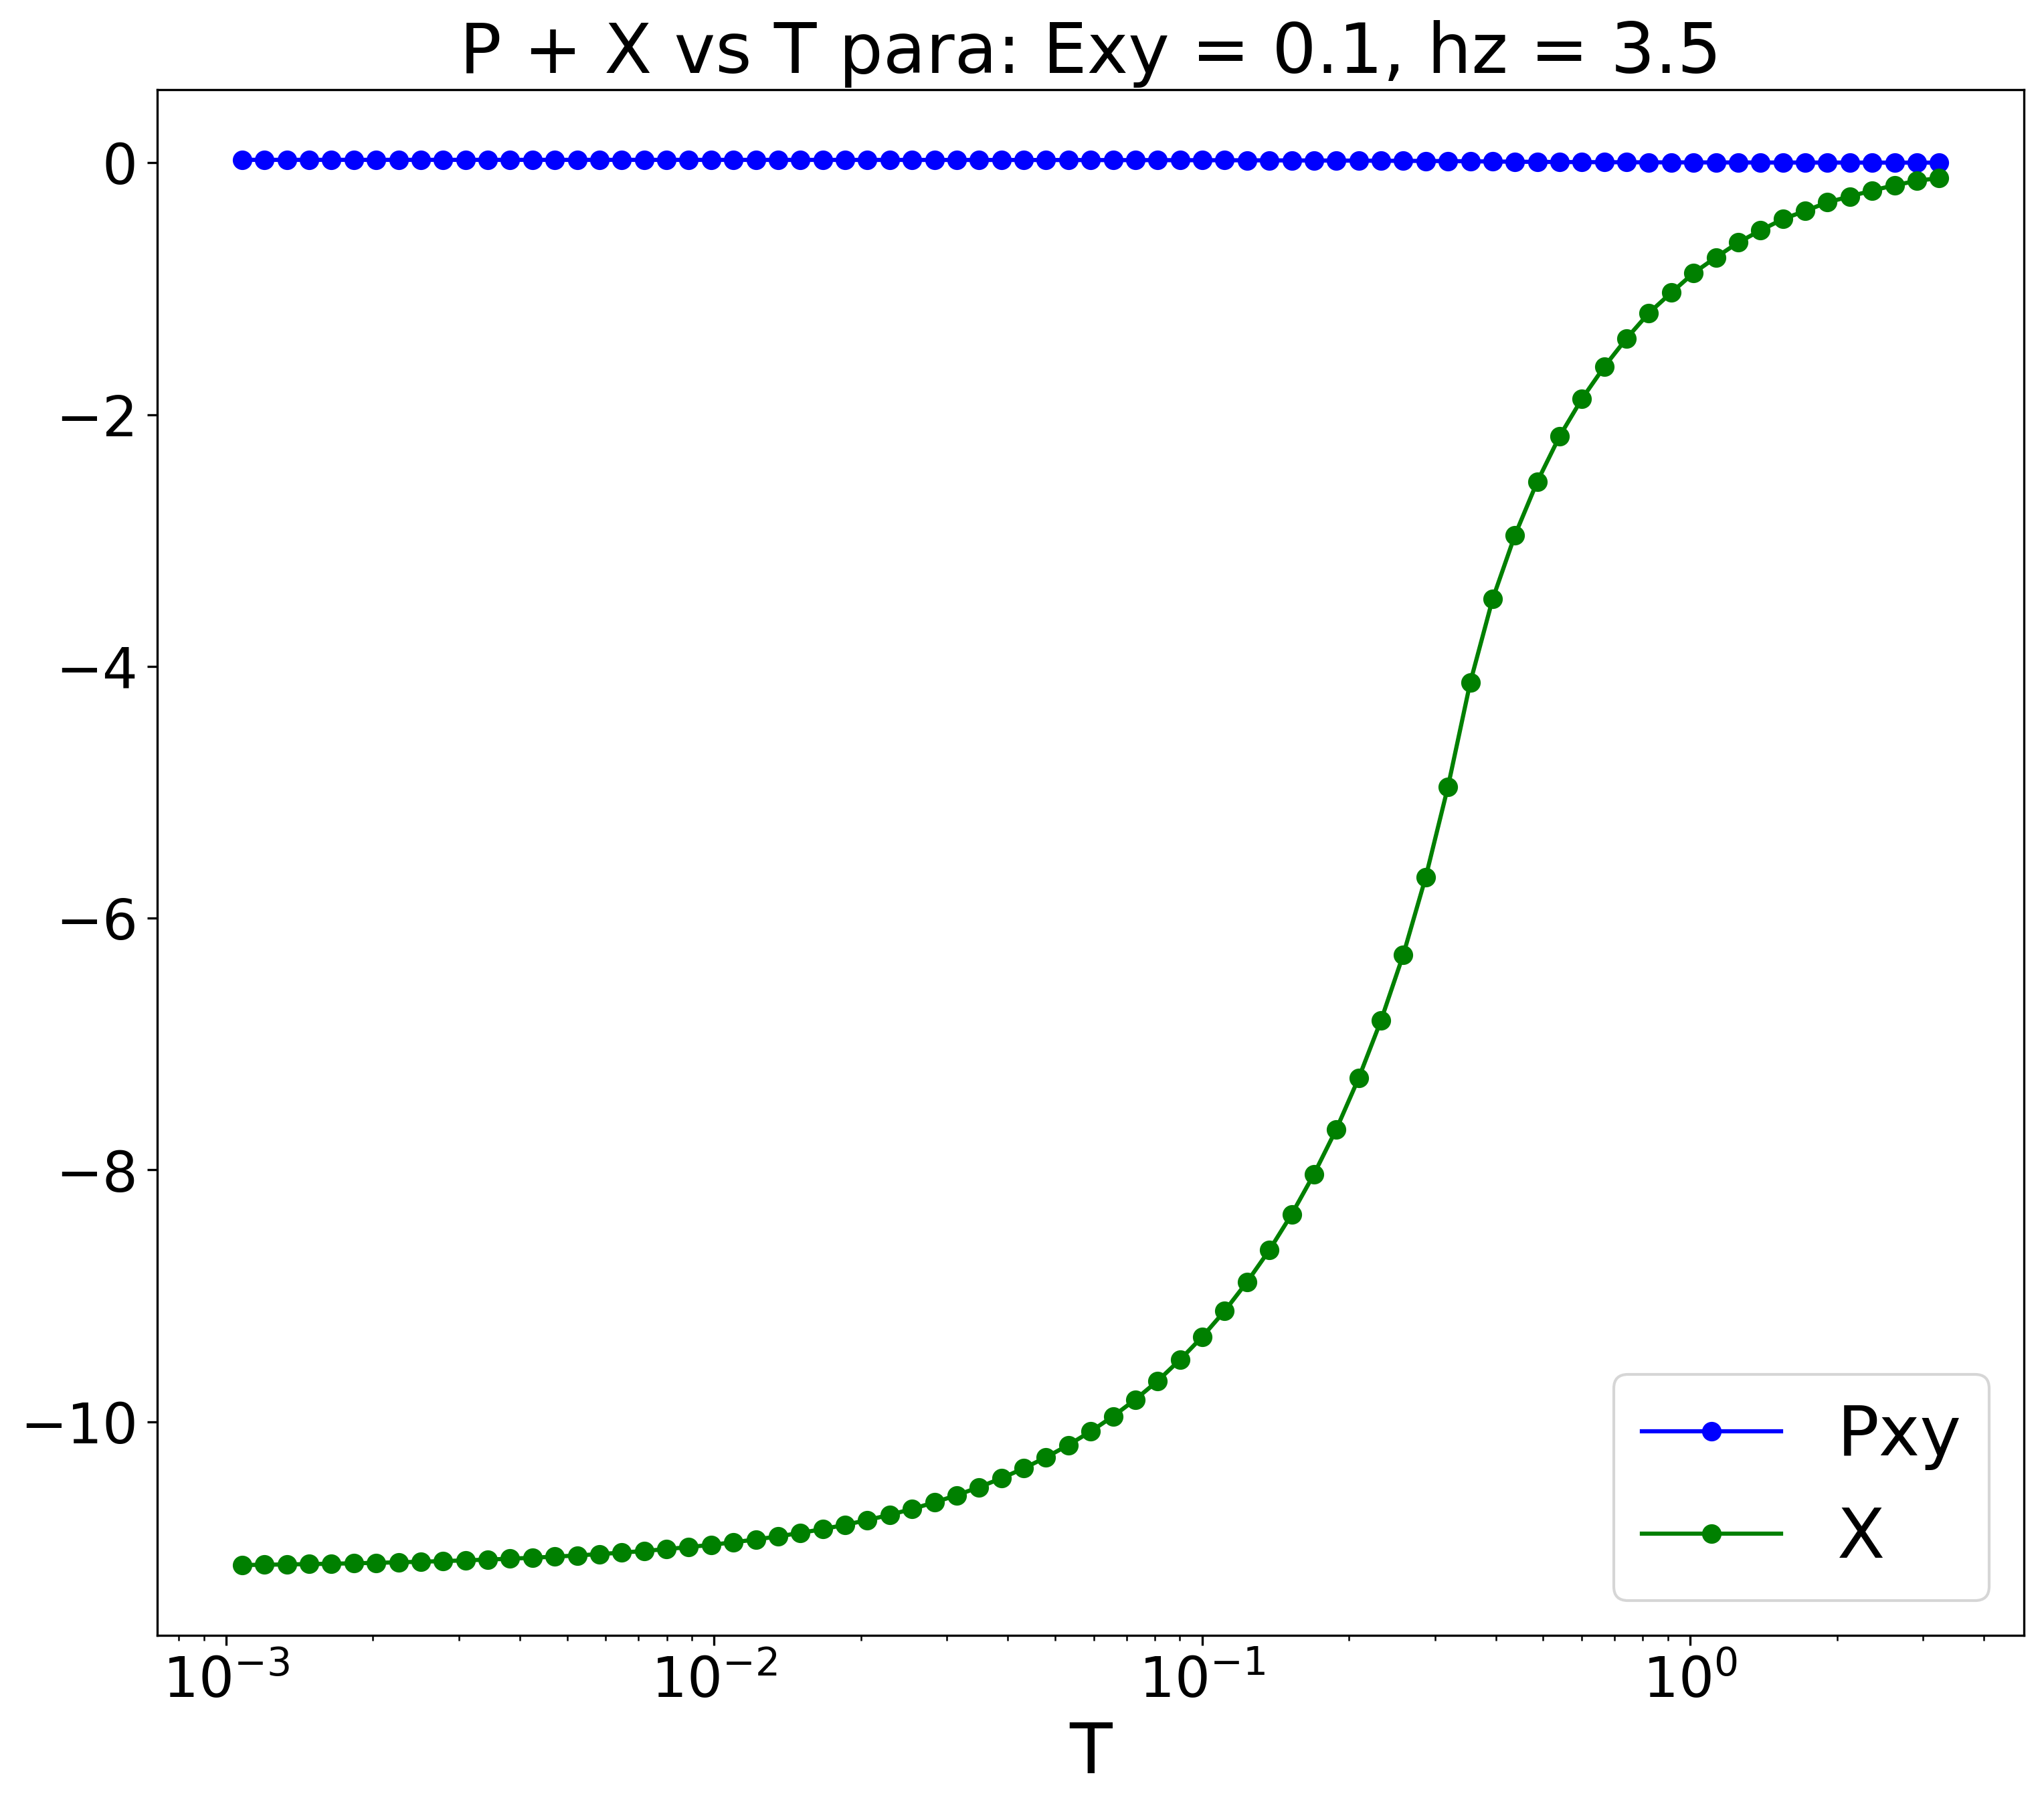 P + X vs T para: Exy = 0.1, hz = 3.5
0
−2
−4
−6
−8
−10
Pxy
X
10⁻³ 10⁻² 10⁻¹ 10⁰
T